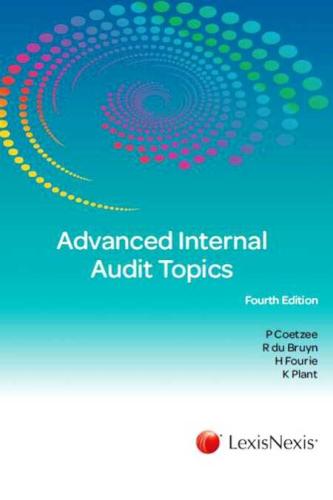 Advanced Internal
Audit Topics
Fourth Edition
P Coetzee
R du Bruyn
H Fourie
K Plant
LexisNexis®